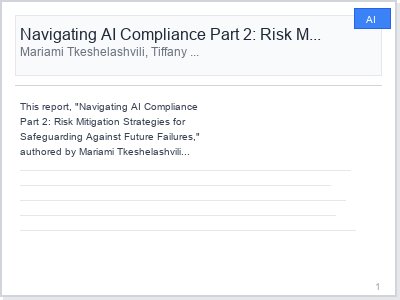 AI
Navigating AI Compliance Part 2: Risk M...
Mariami Tkeshelashvili, Tiffany ...
This report, "Navigating AI Compliance
Part 2: Risk Mitigation Strategies for
Safeguarding Against Future Failures,"
authored by Mariami Tkeshelashvili...
1